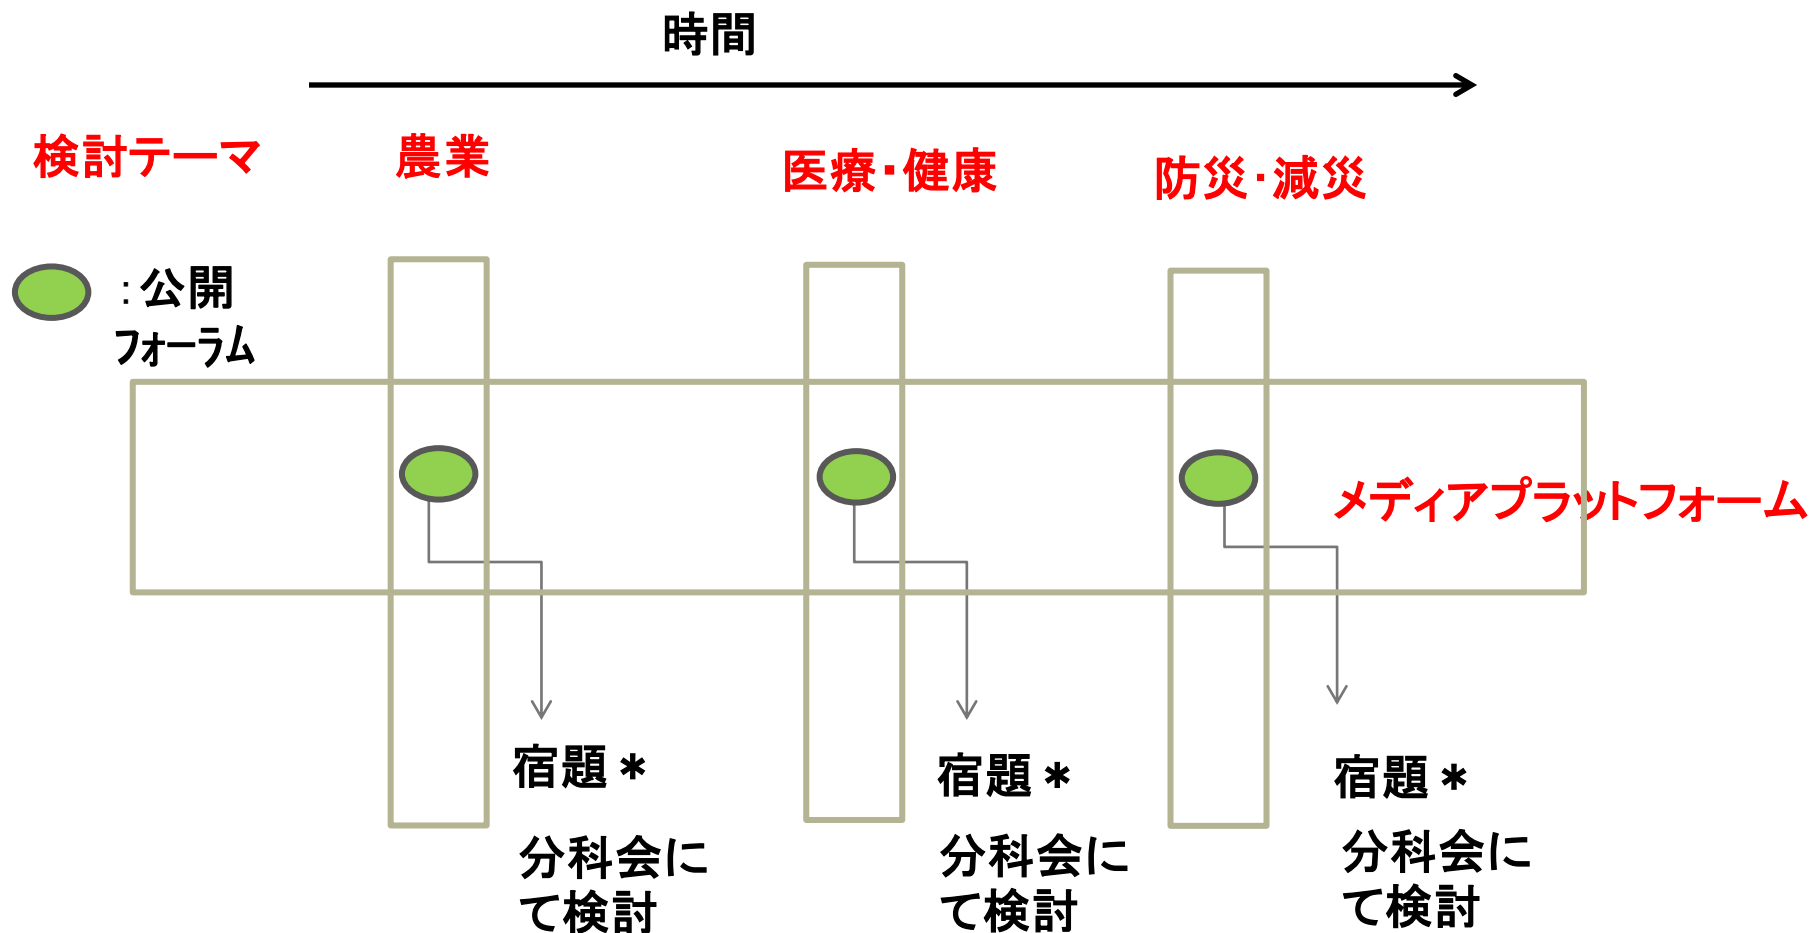 時間
検討テーマ
農業
医療・健康
防災・減災
：公開
フォーラム
メディアプラットフォーム
宿題＊
分科会に
て検討
宿題＊
分科会に
て検討
宿題＊
分科会に
て検討